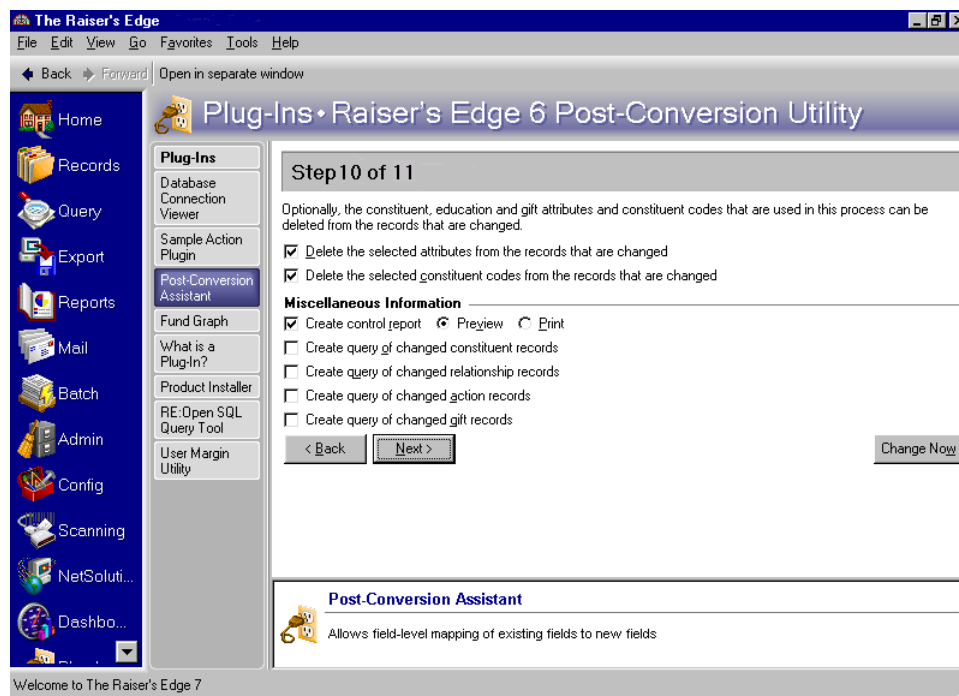 The Raiser's Edge
File Edit View Go Favorites Tools Help
Back Forward Open in separate window
Plug-Ins • Raiser's Edge 6 Post-Conversion Utility
Home
Records
Query
Export
Reports
Mail
Batch
Admin
Config
Scanning
NetSoluti...
Dashbo...
Plug-Ins
Database
Connection
Viewer
Sample Action
Plugin
Post-Conversion
Assistant
Fund Graph
What is a
Plug-In?
Product Installer
RE:Open SQL
Query Tool
User Margin
Utility
Step10 of 11
Optionally, the constituent, education and gift attributes and constituent codes that are used in this process can be
deleted from the records that are changed.
Delete the selected attributes from the records that are changed
Delete the selected constituent codes from the records that are changed
Miscellaneous Information
Create control report Preview Print
Create query of changed constituent records
Create query of changed relationship records
Create query of changed action records
Create query of changed gift records
< Back Next > Change Now
Post-Conversion Assistant
Allows field-level mapping of existing fields to new fields
Welcome to The Raiser's Edge 7